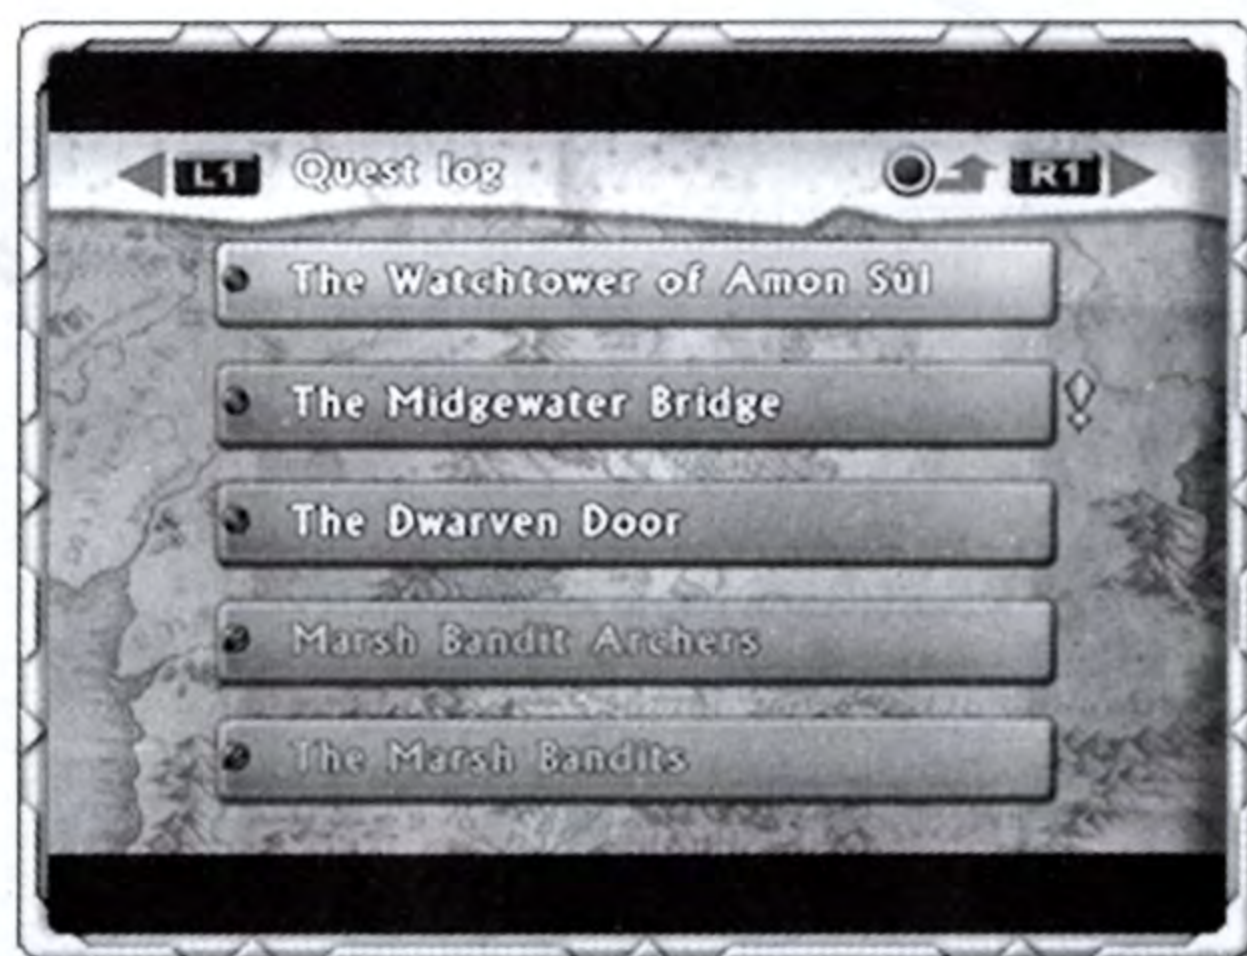 L1 Quest log R1
The Watchtower of Amon Sûl
The Midgewater Bridge
The Dwarven Door
Marsh Bandit Archers
The Marsh Bandits